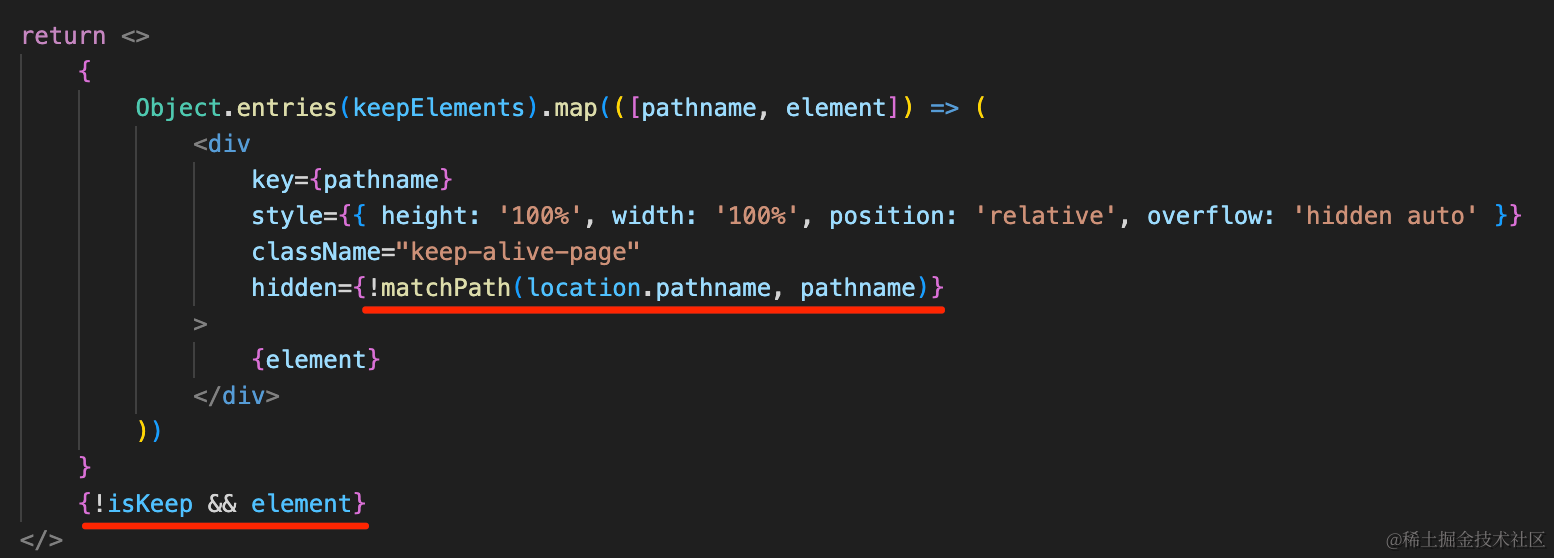 return <>
{
Object.entries(keepElements).map(([pathname, element]) => (
<div
key={pathname}
style={{ height: '100%', width: '100%', position: 'relative', overflow: 'hidden auto' }}
className="keep-alive-page"
hidden={!matchPath(location.pathname, pathname)}
>
{element}
</div>
))
}
{!isKeep && element}
</>
@稀土掘金技术社区